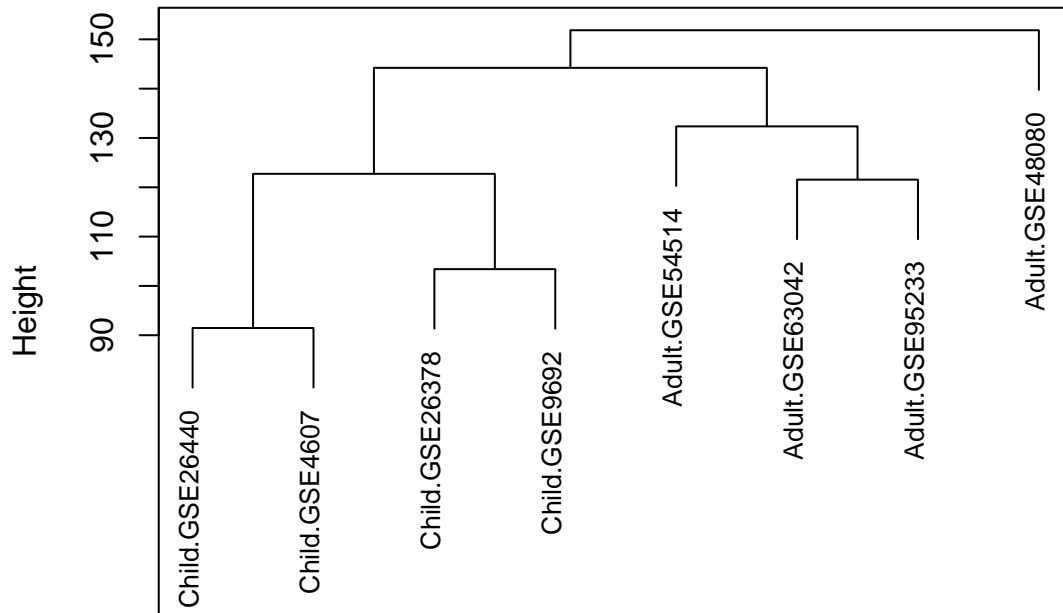 Height
150
130
110
90
Child.GSE26440
Child.GSE4607
Child.GSE26378
Child.GSE9692
Adult.GSE54514
Adult.GSE63042
Adult.GSE95233
Adult.GSE48080